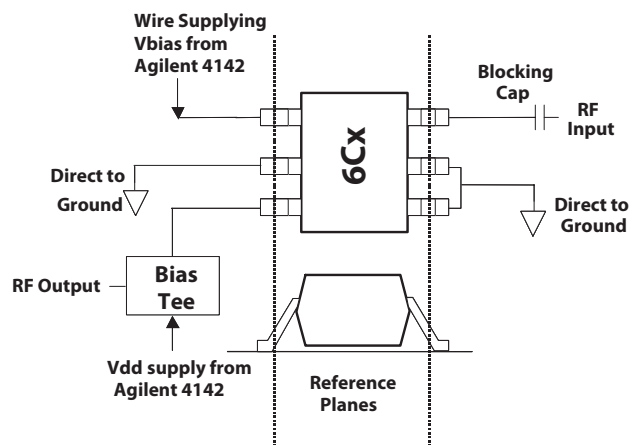 Wire Supplying
Vbias from
Agilent 4142
Blocking
Cap
RF
Input
6Cx
Direct to
Ground
Direct to
Ground
RF Output
Bias
Tee
Vdd supply from
Agilent 4142
Reference
Planes